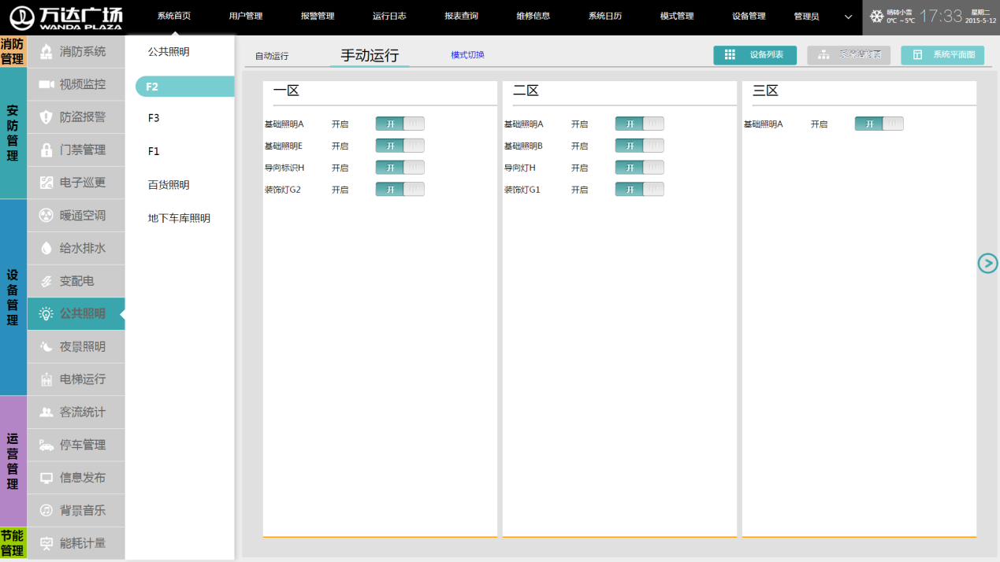 万达广场
WANDA PLAZA
系统首页 用户管理 报警管理 运行日志 报表查询 维修信息 系统日历 模式管理 设备管理 管理员
晴转小雪
0℃ ~5℃
17:33
星期二
2015-5-12
消防管理
安防管理
设备管理
运营管理
节能管理
消防系统
视频监控
防盗报警
门禁管理
电子巡更
暖通空调
给水排水
变配电
公共照明
夜景照明
电梯运行
客流统计
停车管理
信息发布
背景音乐
能耗计量
公共照明
F2
F3
F1
百货照明
地下车库照明
自动运行 手动运行 模式切换
设备列表 系统平面图
一区
基础照明A 开启 开
基础照明E 开启 开
导向标识H 开启 开
装饰灯G2 开启 开
二区
基础照明A 开启 开
基础照明B 开启 开
导向灯H 开启 开
装饰灯G1 开启 开
三区
基础照明A 开启 开